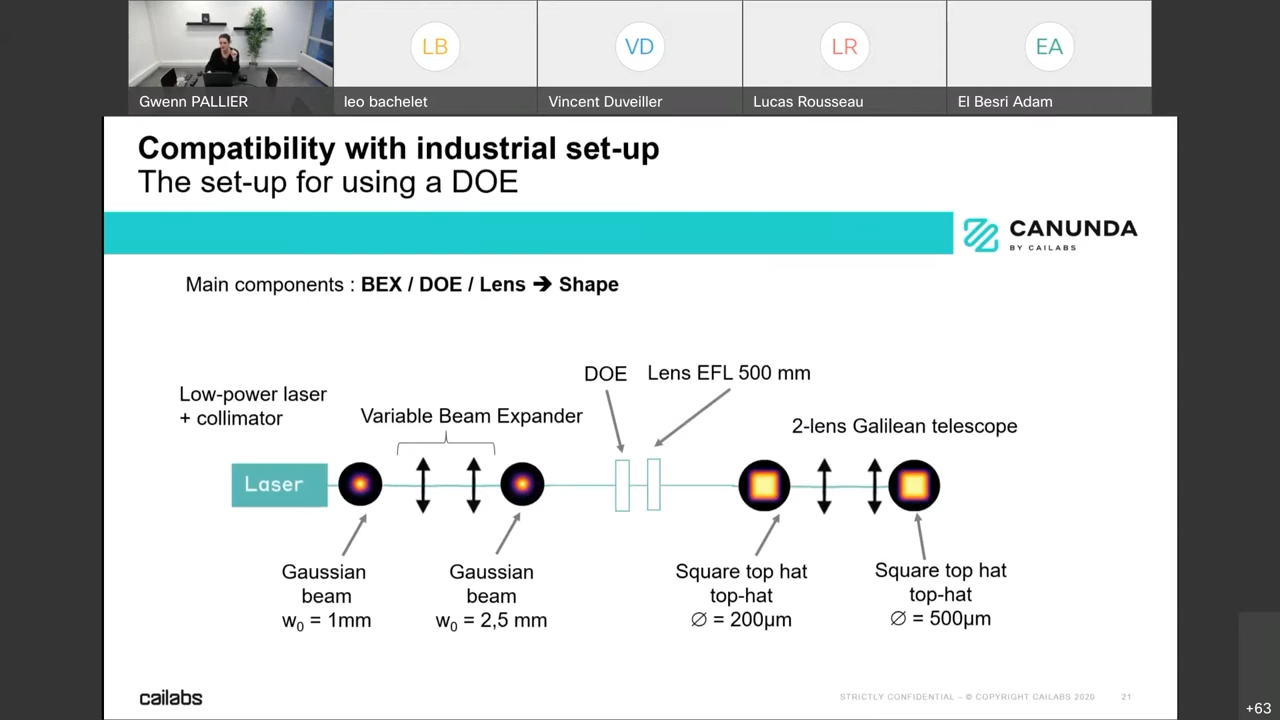 LB
VD
LR
EA
Gwenn PALLIER
leo bachelet
Vincent Duveiller
Lucas Rousseau
El Besri Adam
Compatibility with industrial set-up
The set-up for using a DOE
CANUNDA
BY CAILABS
Main components : BEX / DOE / Lens ➔ Shape
DOE
Lens EFL 500 mm
Low-power laser
+ collimator
Variable Beam Expander
2-lens Galilean telescope
Laser
Gaussian
beam
w₀ = 1mm
Gaussian
beam
w₀ = 2,5 mm
Square top hat
top-hat
∅ = 200µm
Square top hat
top-hat
∅ = 500µm
cailabs
STRICTLY CONFIDENTIAL – © COPYRIGHT CAILABS 2020
21
+63